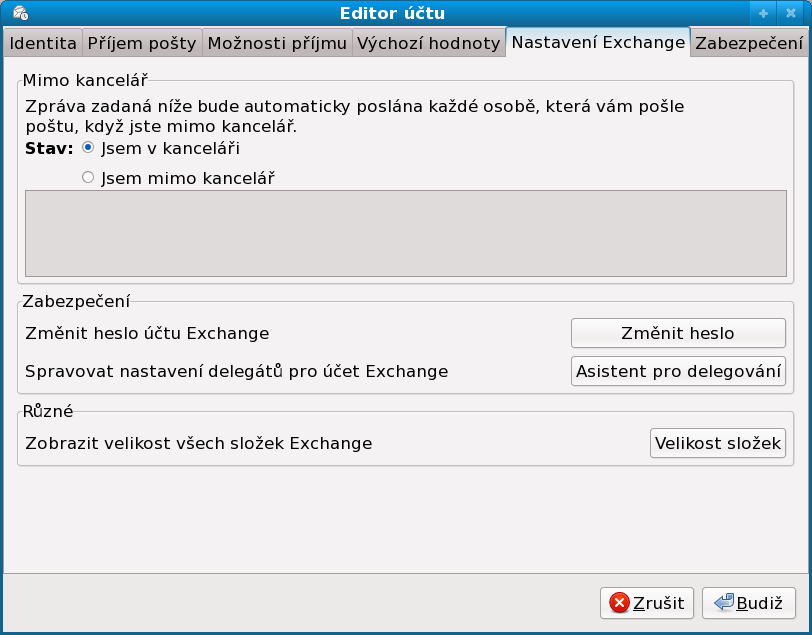 Editor účtu
Identita
Příjem pošty
Možnosti příjmu
Výchozí hodnoty
Nastavení Exchange
Zabezpečení
Mimo kancelář
Zpráva zadaná níže bude automaticky poslána každé osobě, která vám pošle
poštu, když jste mimo kancelář.
Stav: Jsem v kanceláři
Jsem mimo kancelář
Zabezpečení
Změnit heslo účtu Exchange
Změnit heslo
Spravovat nastavení delegátů pro účet Exchange
Asistent pro delegování
Různé
Zobrazit velikost všech složek Exchange
Velikost složek
Zrušit
Budiž